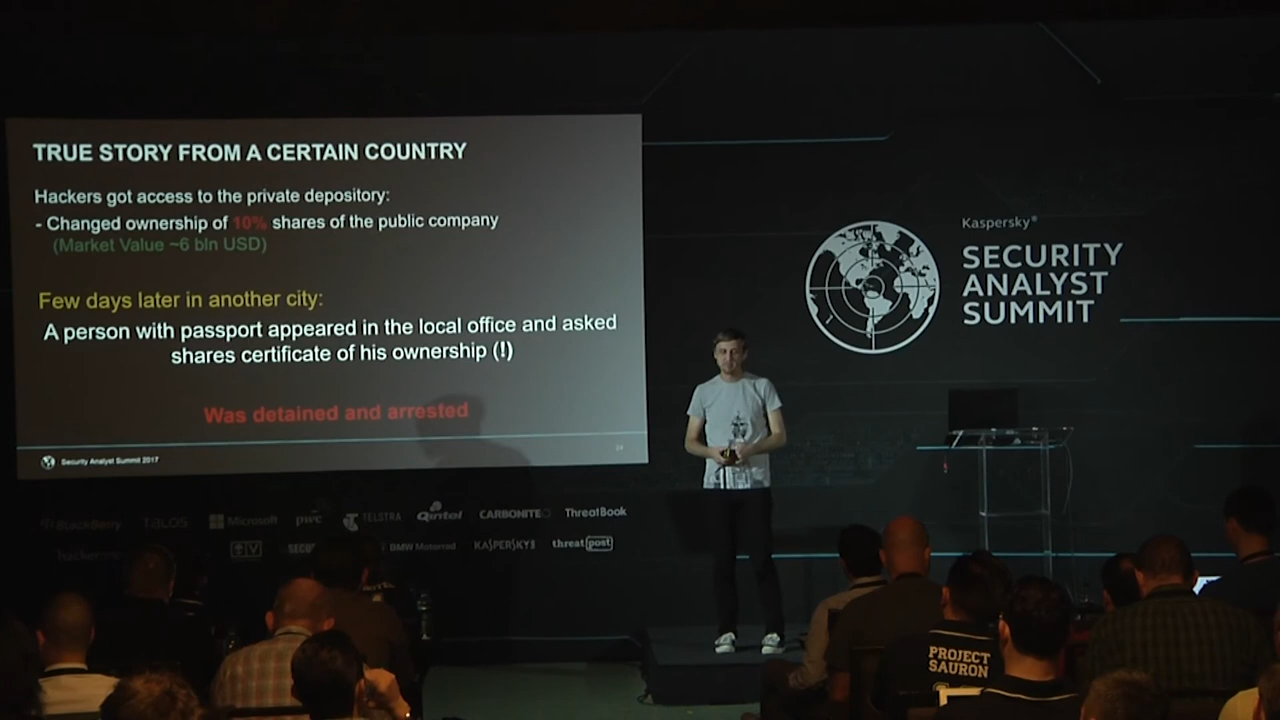 TRUE STORY FROM A CERTAIN COUNTRY
Hackers got access to the private depository:
- Changed ownership of 10% shares of the public company
(Market Value ~6 bln USD)
Few days later in another city:
A person with passport appeared in the local office and asked
shares certificate of his ownership (!)
Was detained and arrested
Security Analyst Summit 2017
Kaspersky®
SECURITY
ANALYST
SUMMIT
BlackBerry TALOS Microsoft pwc TELSTRA Qintel CARBONITE ThreatBook
BMW Motorrad KASPERSKY threat post
PROJECT
SAURON